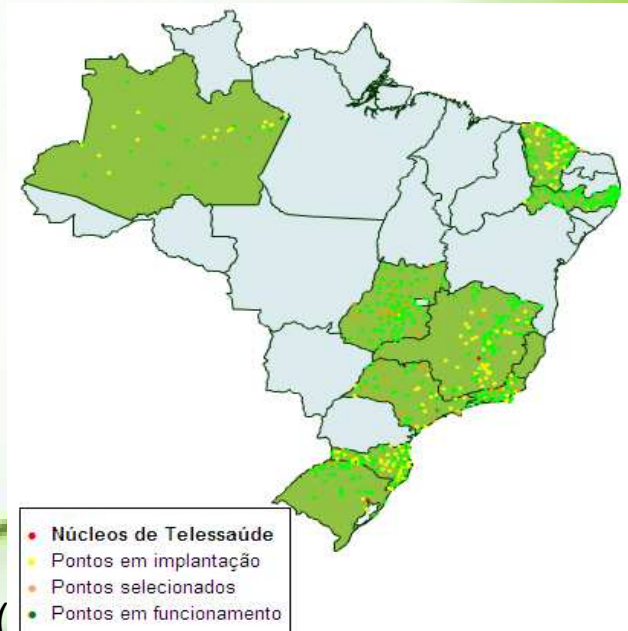 Núcleos de Telessaúde
Pontos em implantação
Pontos selecionados
Pontos em funcionamento
(